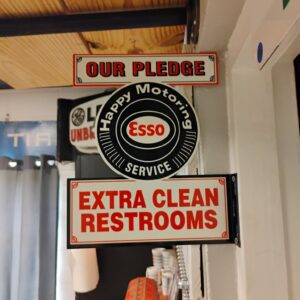 OUR PLEDGE
Happy Motoring
Esso
SERVICE
EXTRA CLEAN
RESTROOMS